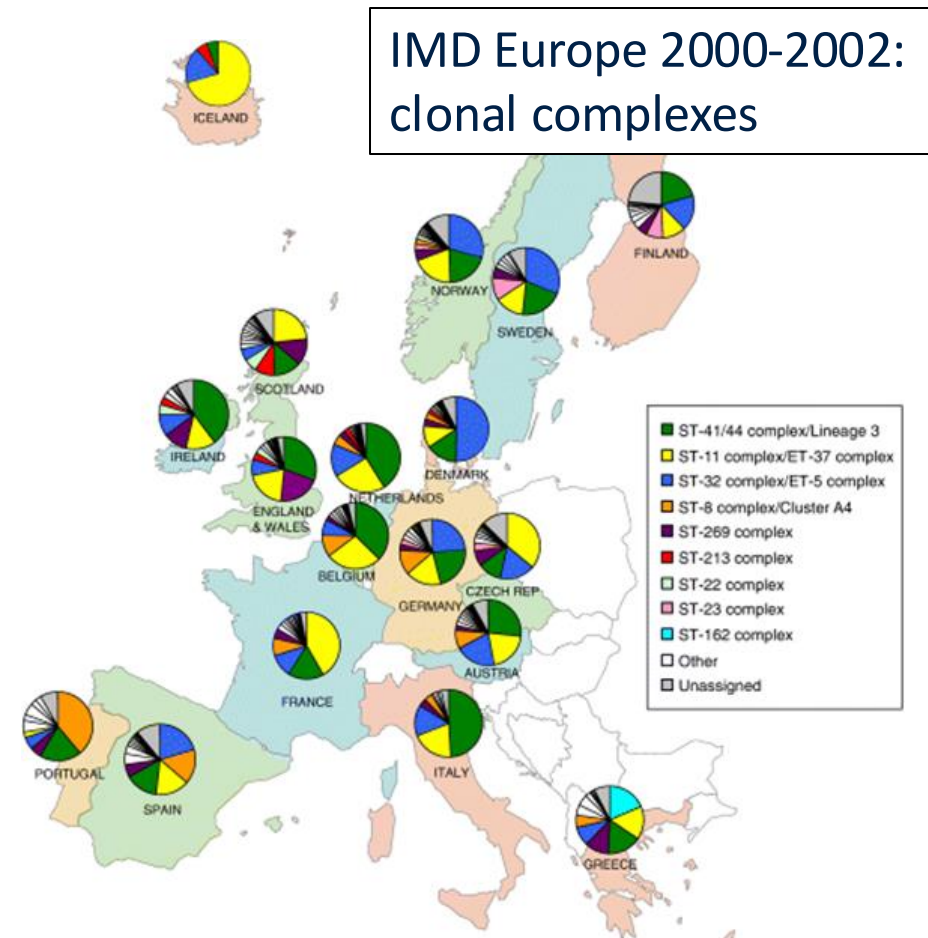 IMD Europe 2000-2002:
clonal complexes
ICELAND
FINLAND
NORWAY
SWEDEN
SCOTLAND
IRELAND
DENMARK
NETHERLANDS
ENGLAND
& WALES
BELGIUM
CZECH REP
GERMANY
AUSTRIA
FRANCE
ITALY
PORTUGAL
SPAIN
GREECE
ST-41/44 complex/Lineage 3
ST-11 complex/ET-37 complex
ST-32 complex/ET-5 complex
ST-8 complex/Cluster A4
ST-269 complex
ST-213 complex
ST-22 complex
ST-23 complex
ST-162 complex
Other
Unassigned